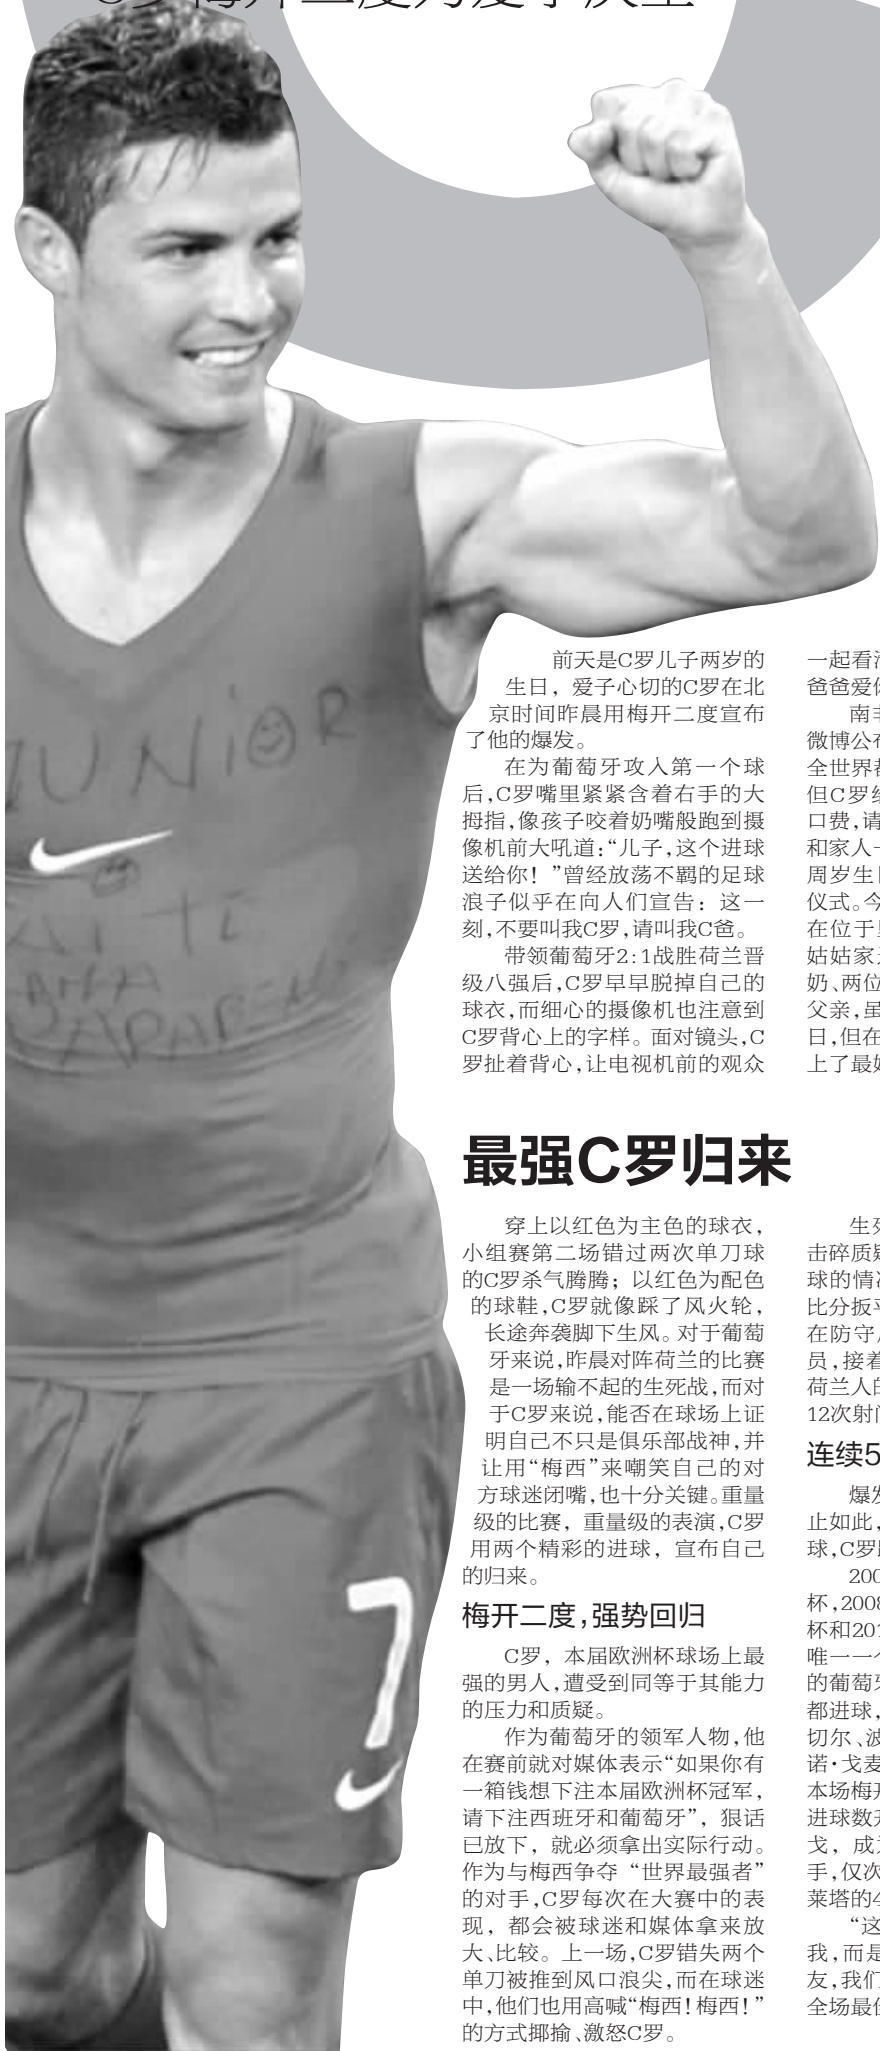 C罗梅开二度为爱子庆生
JUNiOR
前天是C罗儿子两岁的
生日，爱子心切的C罗在北
京时间昨晨用梅开二度宣布
了他的爆发。
在为葡萄牙攻入第一个球
后，C罗嘴里紧紧含着右手的大
拇指，像孩子咬着奶嘴般跑到摄
像机前大吼道：“儿子，这个进球
送给你！”曾经放荡不羁的足球
浪子似乎在向人们宣告：这一
刻，不要叫我C罗，请叫我C爸。
带领葡萄牙2:1战胜荷兰晋
级八强后，C罗早早脱掉自己的
球衣，而细心的摄像机也注意到
C罗背心上的字样。面对镜头，C
罗扯着背心，让电视机前的观众
一起看
爸爸爱
南
微博公
全世界都
但C罗
口费，请
和家人
周岁生
仪式。今
在位于
姑姑家
奶、两位
父亲，虽
日，但在
上了最
最强C罗归来
穿上以红色为主色的球衣，
小组赛第二场错过两次单刀球
的C罗杀气腾腾；以红色为配色
的球鞋，C罗就像踩了风火轮，
长途奔袭脚下生风。对于葡萄
牙来说，昨晨对阵荷兰的比赛
是一场输不起的生死战，而对
于C罗来说，能否在球场上证
明自己不只是俱乐部战神，并
让用“梅西”来嘲笑自己的对
方球迷闭嘴，也十分关键。重量
级的比赛，重量级的表演，C罗
用两个精彩的进球，宣布自己
的归来。
梅开二度，强势回归
C罗，本届欧洲杯球场上最
强的男人，遭受到同等于其能力
的压力和质疑。
作为葡萄牙的领军人物，他
在赛前就对媒体表示“如果你有
一箱钱想下注本届欧洲杯冠军，
请下注西班牙和葡萄牙”，狠话
已放下，就必须拿出实际行动。
作为与梅西争夺“世界最强者”
的对手，C罗每次在大赛中的表
现，都会被球迷和媒体拿来放
大、比较。上一场，C罗错失两个
单刀被推到风口浪尖，而在球迷
中，他们也用高喊“梅西！梅西！”
的方式揶揄、激怒C罗。
生
击碎质
球的情
比分扳
在防守
员，接着
荷兰人
12次射
连续5
爆
止如此，
球，C罗
200
杯，2008
杯和201
唯一一
的葡萄
都进球，
切尔、波
诺·戈麦
本场梅
进球数
戈，成
手，仅次
莱塔的4
“这
我，而是
友，我们
全场最
7